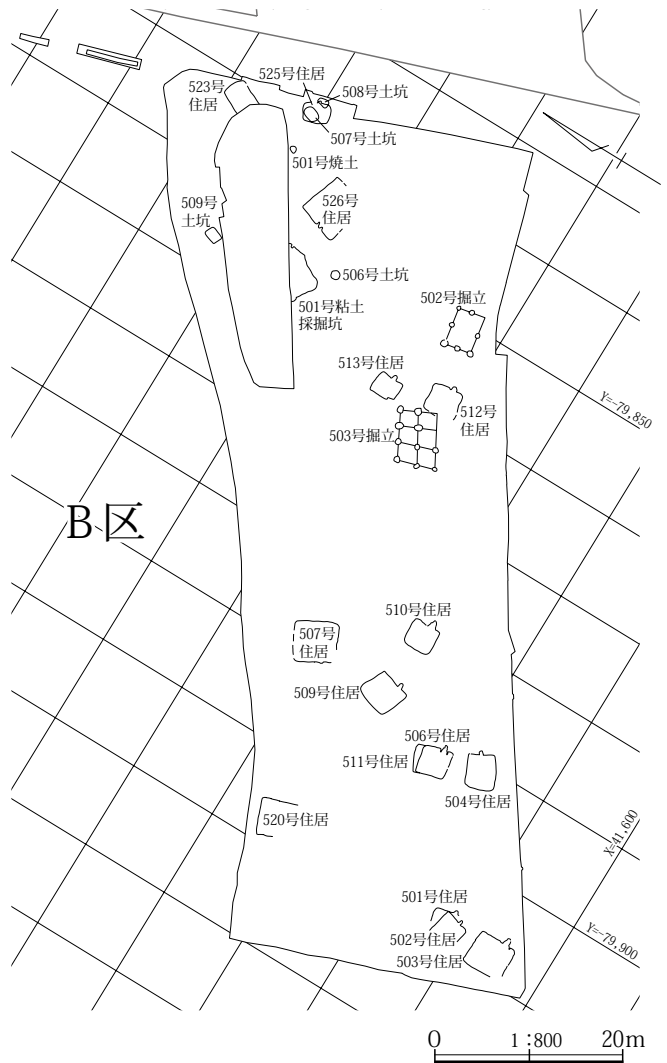 525号住居
523号
住居
508号土坑
507号土坑
501号焼土
526号
住居
509号
土坑
506号土坑
501号粘土
採掘坑
502号掘立
513号住居
512号
住居
503号掘立
Y=-79,850
B区
510号住居
507号
住居
509号住居
506号住居
511号住居
504号住居
520号住居
X=41,600
501号住居
502号住居
503号住居
Y=-79,900
0 1:800 20m